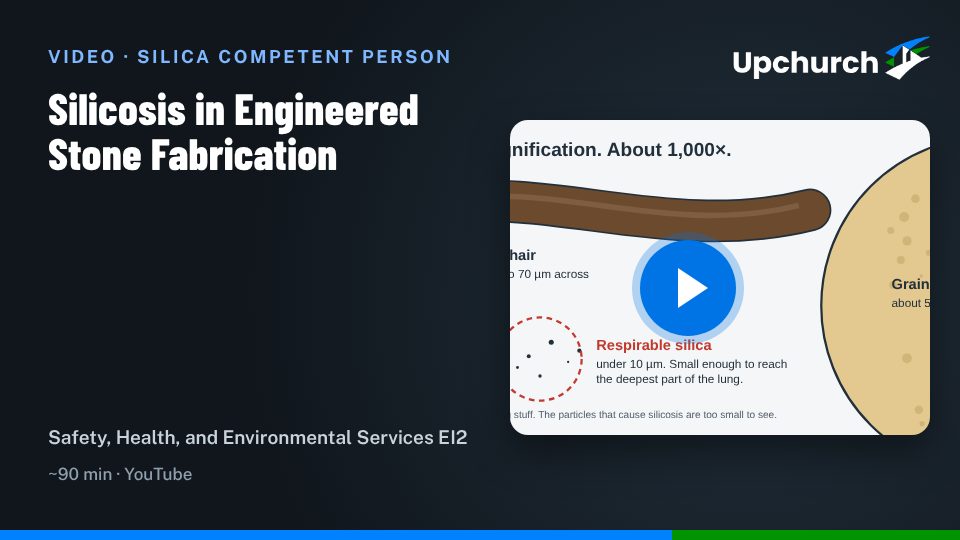 VIDEO · SILICA COMPETENT PERSON
Upchurch
Silicosis in Engineered
Stone Fabrication
nification. About 1,000×.
hair
70 µm across
Grain
about 5
Respirable silica
under 10 µm. Small enough to reach
the deepest part of the lung.
stuff. The particles that cause silicosis are too small to see.
Safety, Health, and Environmental Services EI2
~90 min · YouTube